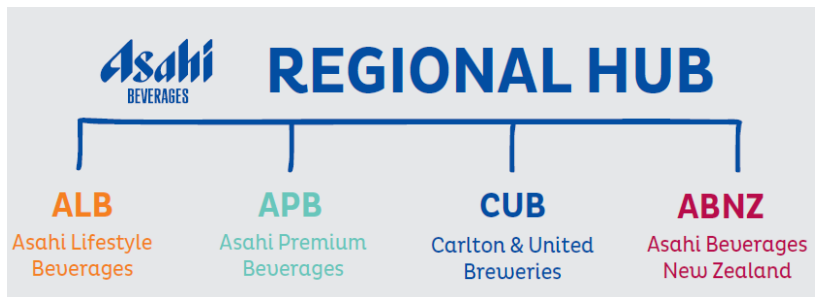 Asahi
BEVERAGES
REGIONAL HUB
ALB
Asahi Lifestyle
Beverages
APB
Asahi Premium
Beverages
CUB
Carlton & United
Breweries
ABNZ
Asahi Beverages
New Zealand